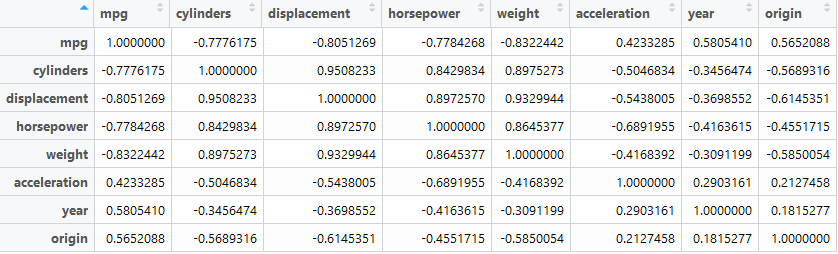 mpg cylinders displacement horsepower weight acceleration year origin
mpg 1.0000000 -0.7776175 -0.8051269 -0.7784268 -0.8322442 0.4233285 0.5805410 0.5652088
cylinders -0.7776175 1.0000000 0.9508233 0.8429834 0.8975273 -0.5046834 -0.3456474 -0.5689316
displacement -0.8051269 0.9508233 1.0000000 0.8972570 0.9329944 -0.5438005 -0.3698552 -0.6145351
horsepower -0.7784268 0.8429834 0.8972570 1.0000000 0.8645377 -0.6891955 -0.4163615 -0.4551715
weight -0.8322442 0.8975273 0.9329944 0.8645377 1.0000000 -0.4168392 -0.3091199 -0.5850054
acceleration 0.4233285 -0.5046834 -0.5438005 -0.6891955 -0.4168392 1.0000000 0.2903161 0.2127458
year 0.5805410 -0.3456474 -0.3698552 -0.4163615 -0.3091199 0.2903161 1.0000000 0.1815277
origin 0.5652088 -0.5689316 -0.6145351 -0.4551715 -0.5850054 0.2127458 0.1815277 1.0000000